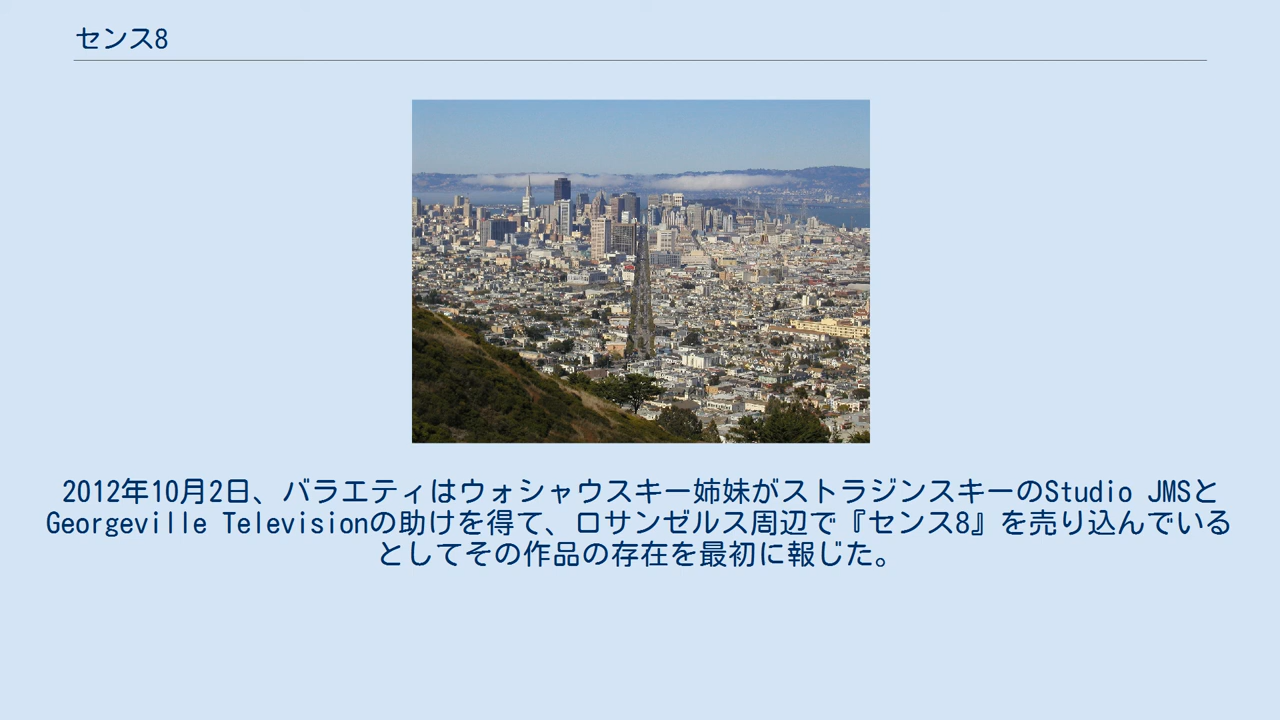 センス8
2012年10月2日、バラエティはウォシャウスキー姉妹がストラジンスキーのStudio JMSと
Georgeville Televisionの助けを得て、ロサンゼルス周辺で『センス8』を売り込んでいる
としてその作品の存在を最初に報じた。